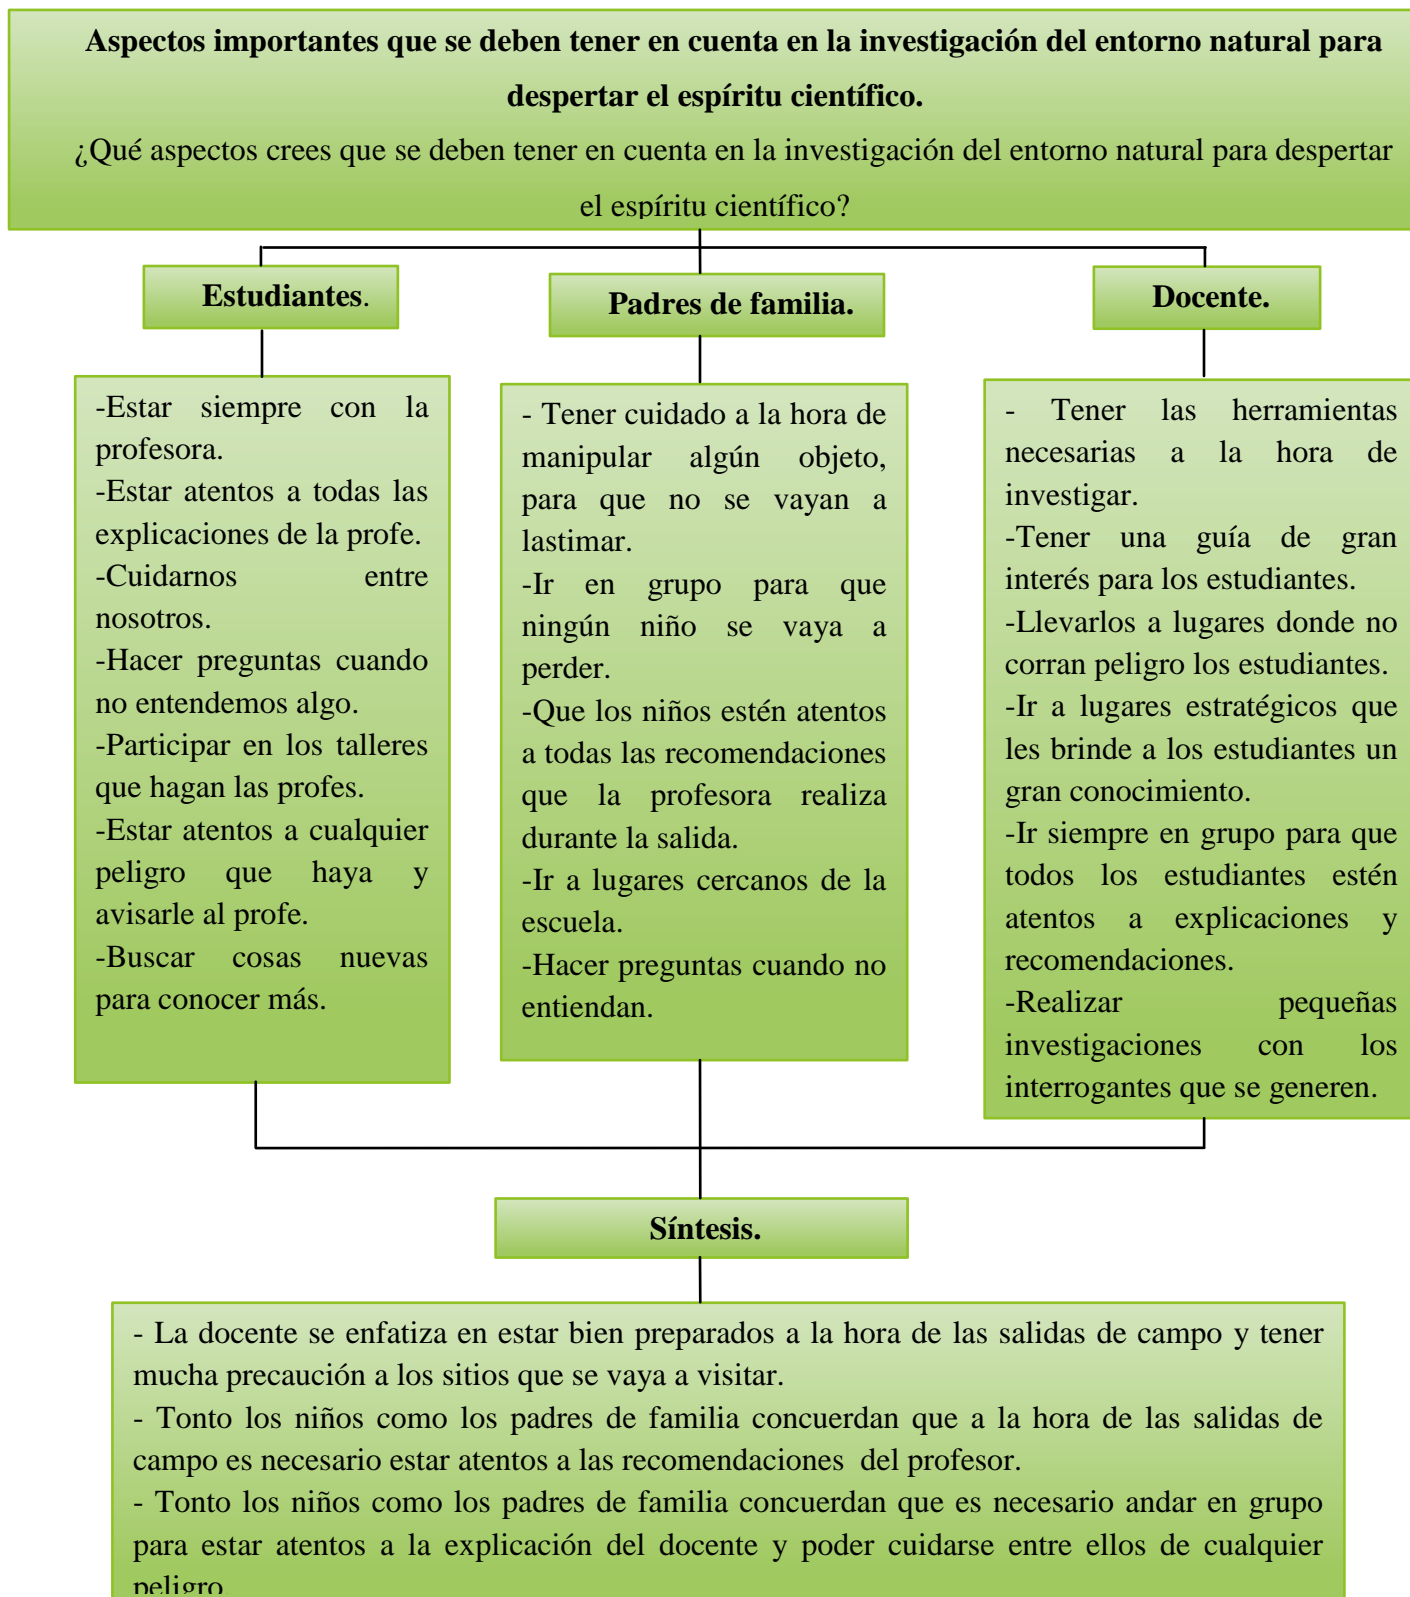 Aspectos importantes que se deben tener en cuenta en la investigación del entorno natural para
despertar el espíritu científico.
¿Qué aspectos crees que se deben tener en cuenta en la investigación del entorno natural para despertar
el espíritu científico?
Estudiantes.
Padres de familia.
Docente.
-Estar siempre con la
profesora.
-Estar atentos a todas las
explicaciones de la profe.
-Cuidarnos entre
nosotros.
-Hacer preguntas cuando
no entendemos algo.
-Participar en los talleres
que hagan las profes.
-Estar atentos a cualquier
peligro que haya y
avisarle al profe.
-Buscar cosas nuevas
para conocer más.
- Tener cuidado a la hora de
manipular algún objeto,
para que no se vayan a
lastimar.
-Ir en grupo para que
ningún niño se vaya a
perder.
-Que los niños estén atentos
a todas las recomendaciones
que la profesora realiza
durante la salida.
-Ir a lugares cercanos de la
escuela.
-Hacer preguntas cuando no
entiendan.
- Tener las herramientas
necesarias a la hora de
investigar.
-Tener una guía de gran
interés para los estudiantes.
-Llevarlos a lugares donde no
corran peligro los estudiantes.
-Ir a lugares estratégicos que
les brinde a los estudiantes un
gran conocimiento.
-Ir siempre en grupo para que
todos los estudiantes estén
atentos a explicaciones y
recomendaciones.
-Realizar pequeñas
investigaciones con los
interrogantes que se generen.
Síntesis.
- La docente se enfatiza en estar bien preparados a la hora de las salidas de campo y tener
mucha precaución a los sitios que se vaya a visitar.
- Tonto los niños como los padres de familia concuerdan que a la hora de las salidas de
campo es necesario estar atentos a las recomendaciones del profesor.
- Tonto los niños como los padres de familia concuerdan que es necesario andar en grupo
para estar atentos a la explicación del docente y poder cuidarse entre ellos de cualquier
peligro.